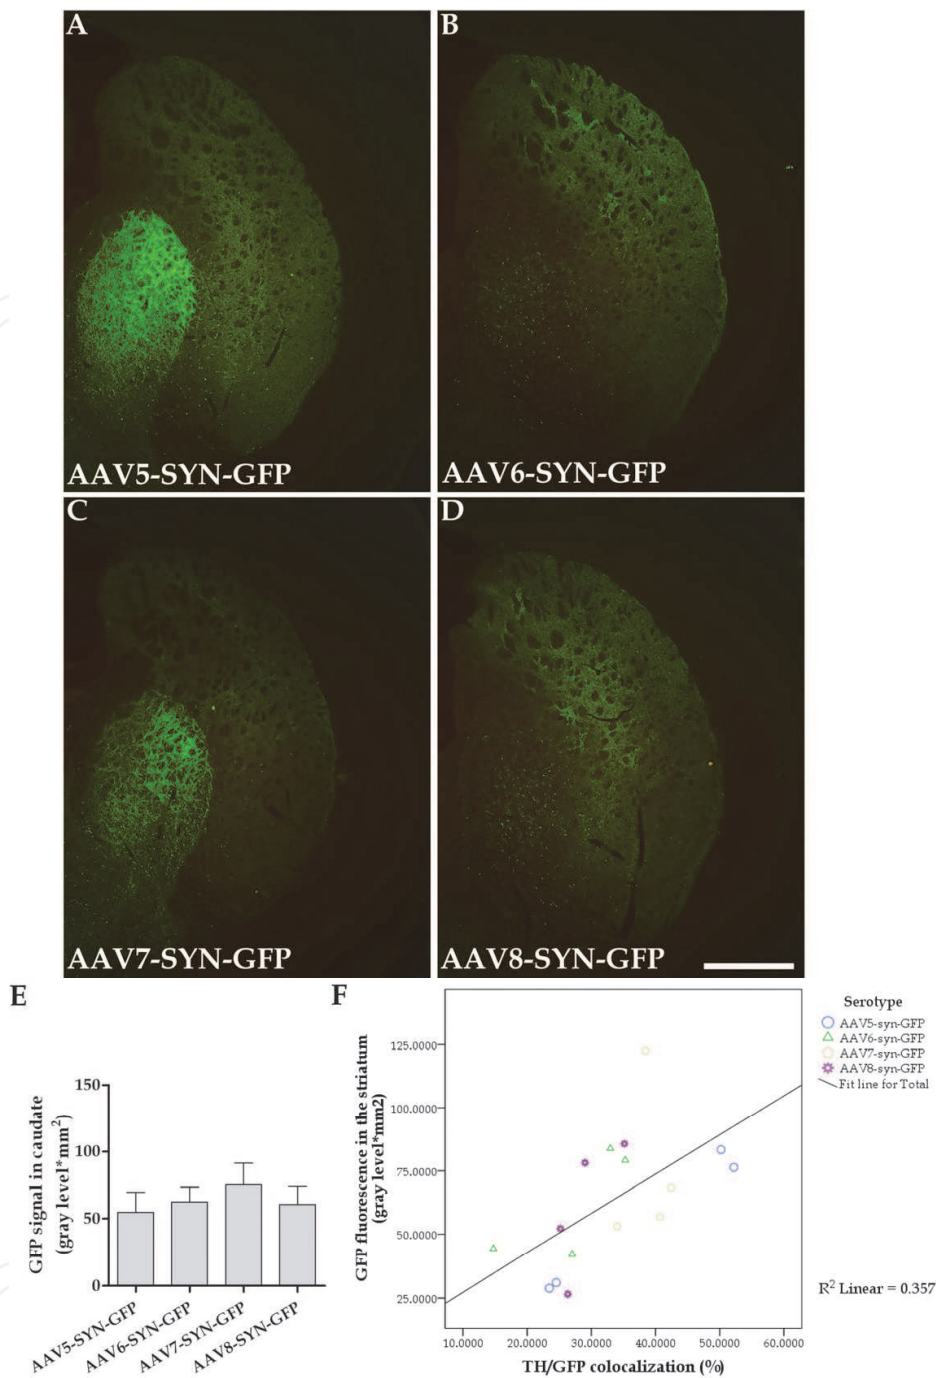 A
B
AAV5-SYN-GFP
AAV6-SYN-GFP
C
D
AAV7-SYN-GFP
AAV8-SYN-GFP
E
GFP signal in caudate
(gray level*mm2)
150
100
50
0
AAV5-SYN-GFP
AAV6-SYN-GFP
AAV7-SYN-GFP
AAV8-SYN-GFP
F
GFP fluorescence in the striatum
(gray level*mm2)
125.0000
100.0000
75.0000
50.0000
25.0000
10.0000
20.0000
30.0000
40.0000
50.0000
60.0000
TH/GFP colocalization (%)
Serotype
AAV5-syn-GFP
AAV6-syn-GFP
AAV7-syn-GFP
AAV8-syn-GFP
Fit line for Total
R2 Linear = 0.357